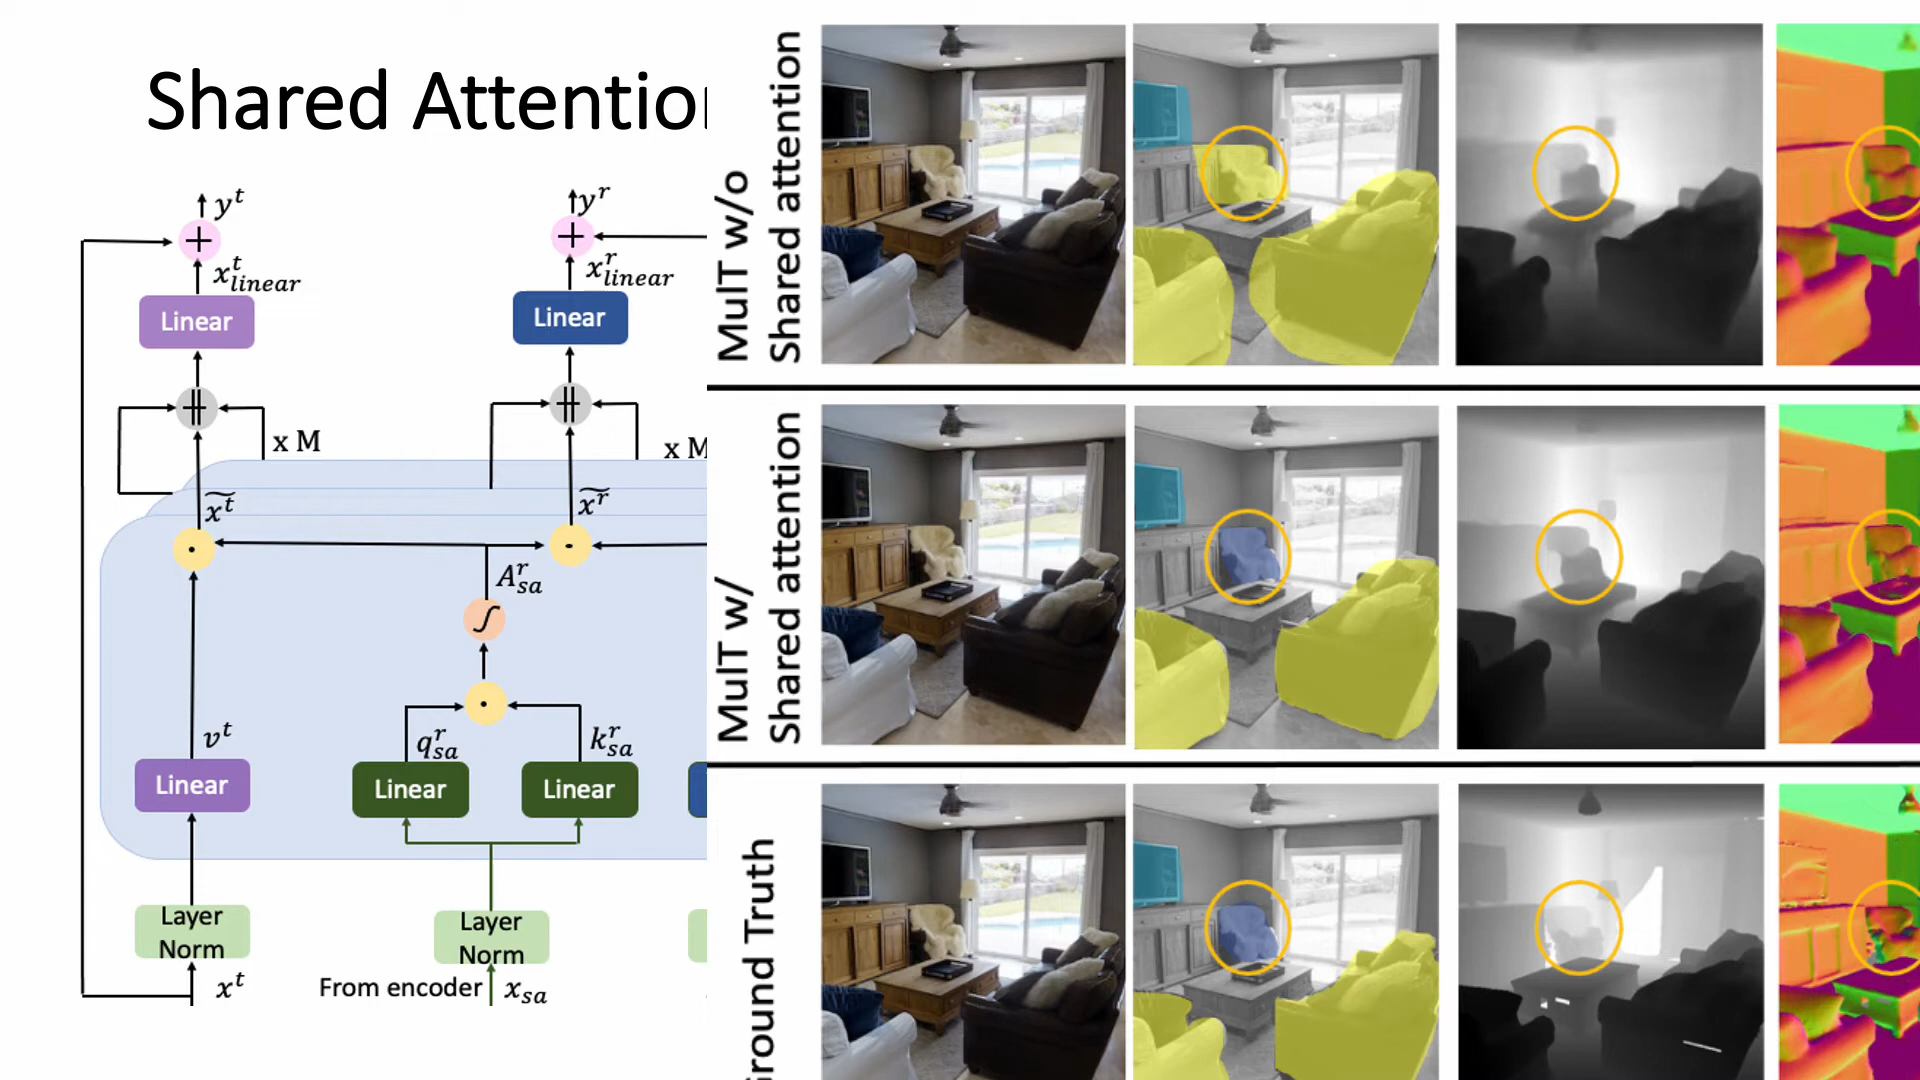 Shared Attentio
y^t
y^r
x^t_linear
x^r_linear
Linear
Linear
x M
x M
x̃^t
x̃^r
A^r_sa
v^t
q^r_sa
k^r_sa
Linear
Linear
Linear
Layer
Norm
Layer
Norm
x^t
From encoder
x_sa
MulT w/o
Shared attention
MulT w/
Shared attention
round Truth